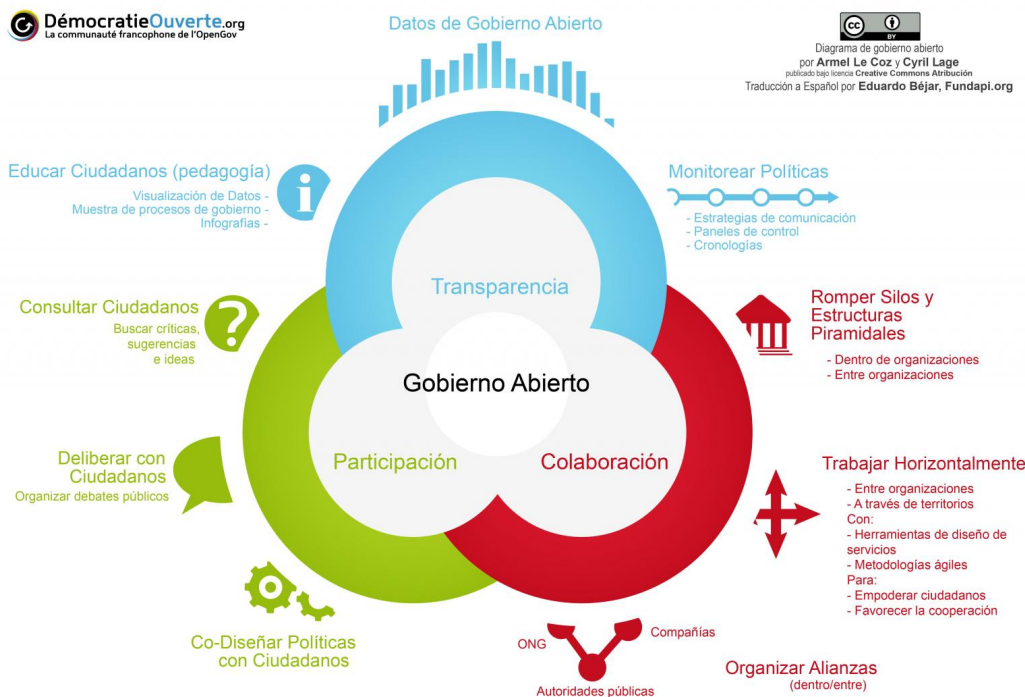 DémocratieOuverte.org
La communauté francophone de l'OpenGov
Datos de Gobierno Abierto
cc
BY
Diagrama de gobierno abierto
por Armel Le Coz y Cyril Lage
publicado bajo licencia Creative Commons Atribución
Traducción a Español por Eduardo Béjar, Fundapi.org
Educar Ciudadanos (pedagogía)
Visualización de Datos -
Muestra de procesos de gobierno -
Infografías -
Monitorear Políticas
- Estrategias de comunicación
- Paneles de control
- Cronologías
Transparencia
Consultar Ciudadanos
Buscar críticas,
sugerencias
e ideas
?
Romper Silos y
Estructuras
Piramidales
- Dentro de organizaciones
- Entre organizaciones
Gobierno Abierto
Participación
Colaboración
Deliberar con
Ciudadanos
Organizar debates públicos
Trabajar Horizontalmente
- Entre organizaciones
- A través de territorios
Con:
- Herramientas de diseño de
servicios
- Metodologías ágiles
Para:
- Empoderar ciudadanos
- Favorecer la cooperación
Co-Diseñar Políticas
con Ciudadanos
ONG
Compañías
Autoridades públicas
Organizar Alianzas
(dentro/entre)